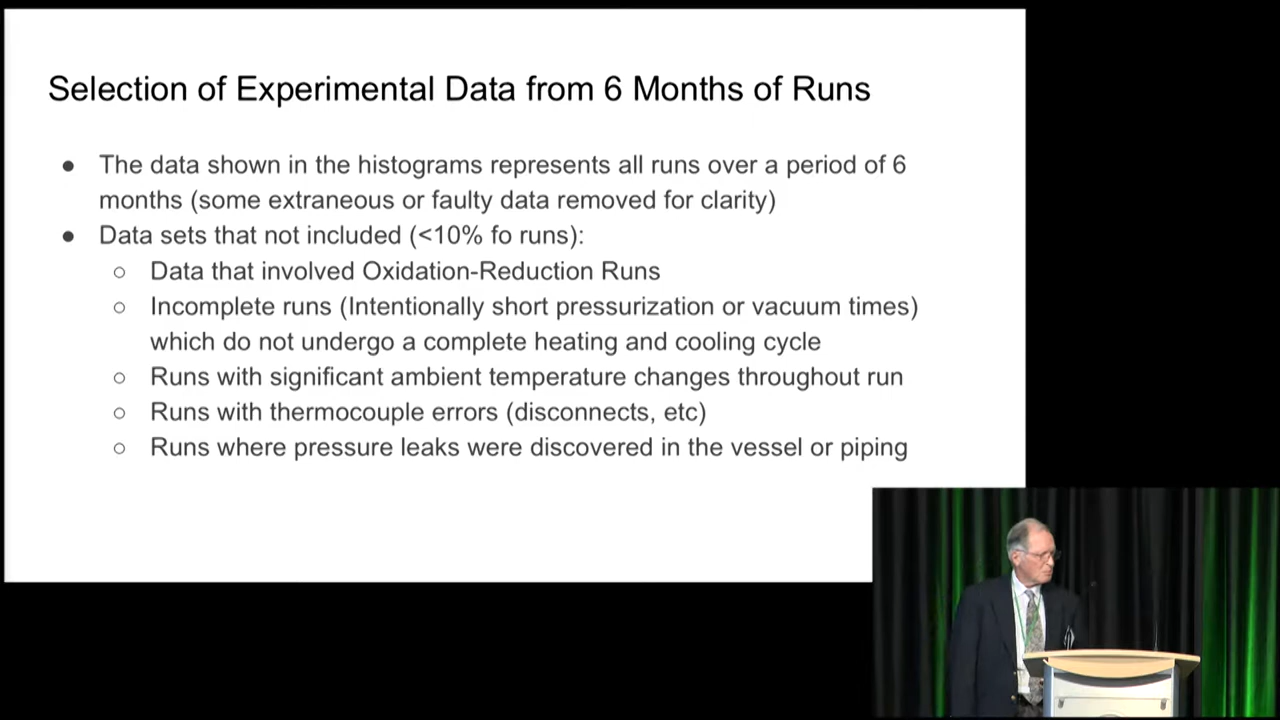 Selection of Experimental Data from 6 Months of Runs
● The data shown in the histograms represents all runs over a period of 6
months (some extraneous or faulty data removed for clarity)
● Data sets that not included (<10% fo runs):
○ Data that involved Oxidation-Reduction Runs
○ Incomplete runs (Intentionally short pressurization or vacuum times)
which do not undergo a complete heating and cooling cycle
○ Runs with significant ambient temperature changes throughout run
○ Runs with thermocouple errors (disconnects, etc)
○ Runs where pressure leaks were discovered in the vessel or piping